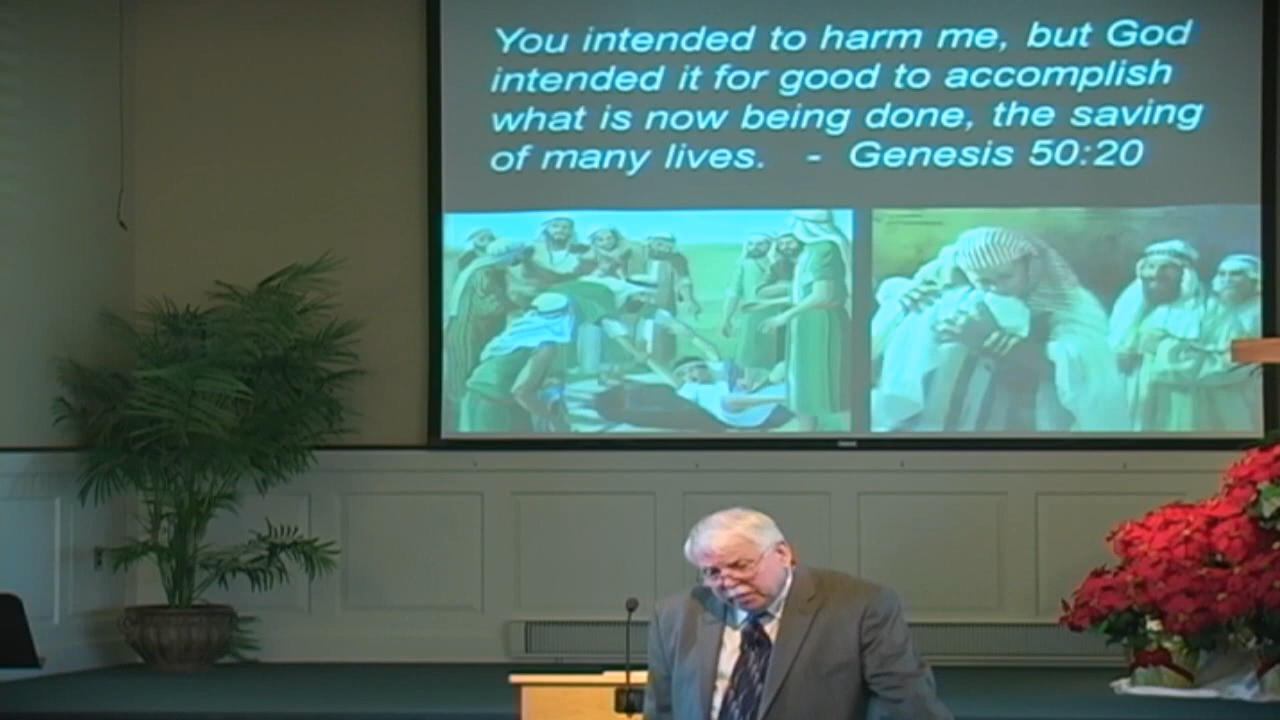 You intended to harm me, but God
intended it for good to accomplish
what is now being done, the saving
of many lives. - Genesis 50:20